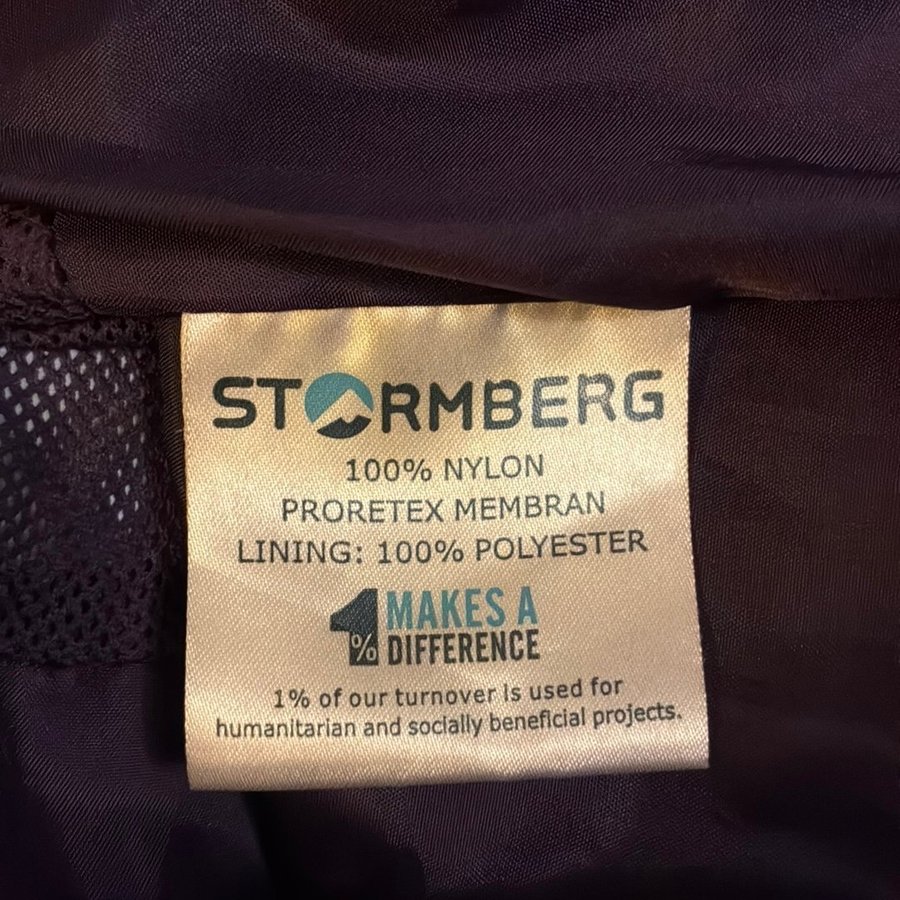 STORMBERG
100% NYLON
PRORETEX MEMBRAN
LINING: 100% POLYESTER
1% MAKES A
DIFFERENCE
1% of our turnover is used for
humanitarian and socially beneficial projects.